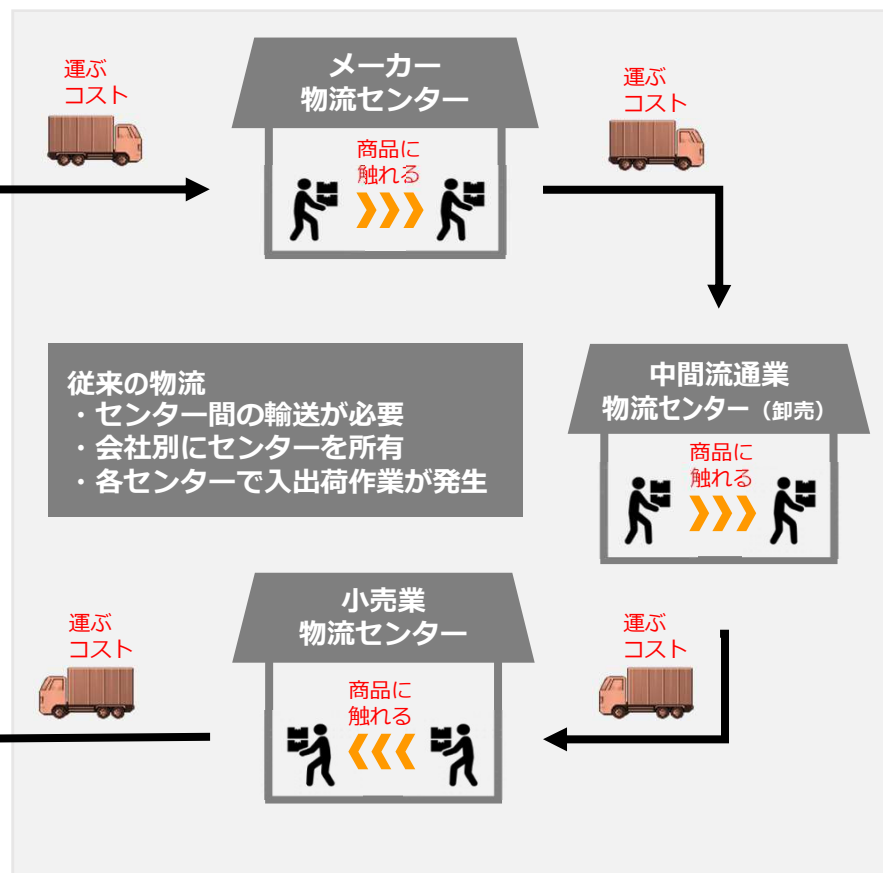 運ぶ
コスト
メーカー
物流センター
商品に
触れる
運ぶ
コスト
従来の物流
・センター間の輸送が必要
・会社別にセンターを所有
・各センターで入出荷作業が発生
中間流通業
物流センター（卸売）
商品に
触れる
運ぶ
コスト
小売業
物流センター
商品に
触れる
運ぶ
コスト